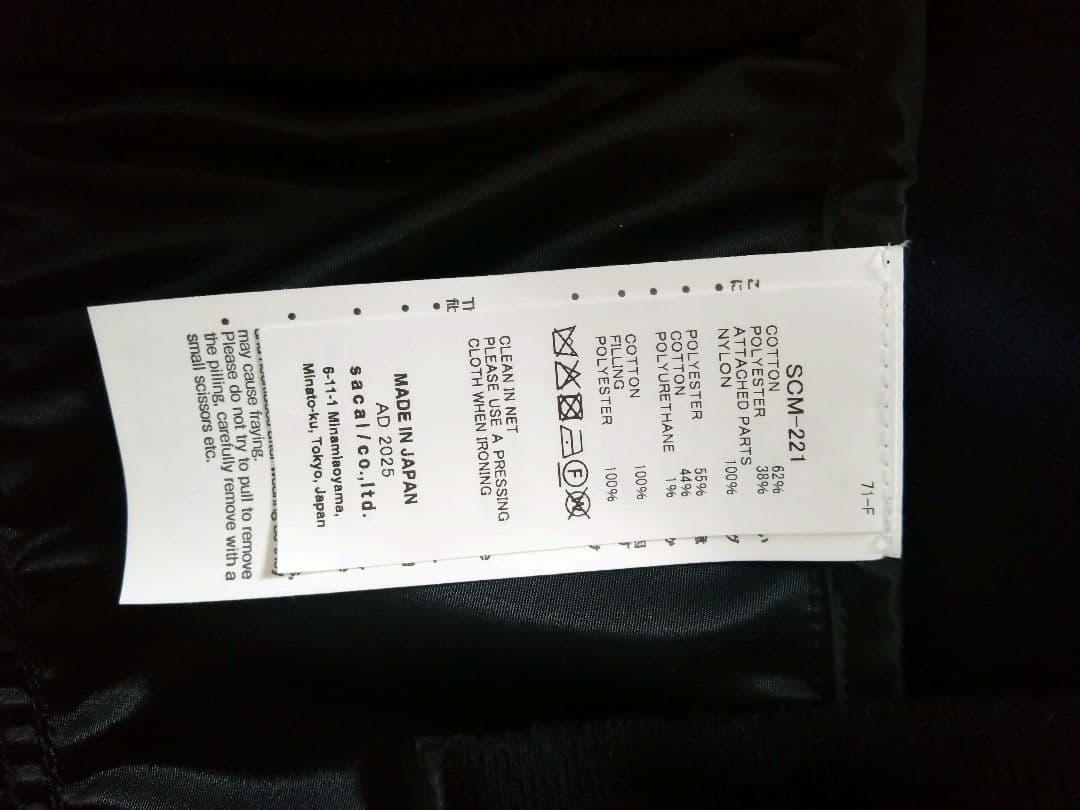 71-F
SCM-221
COTTON 62%
POLYESTER 38%
ATTACHED PARTS
NYLON 100%
POLYESTER 55%
COTTON 44%
POLYURETHANE 1%
COTTON 100%
FILLING
POLYESTER 100%
F
W
CLEAN IN NET
PLEASE USE A PRESSING
CLOTH WHEN IRONING
MADE IN JAPAN
AD 2025
sacai/co.,ltd.
6-11-1 Minamiaoyama,
Minato-ku, Tokyo, Japan
may cause fraying.
• Please do not try to pull to remove
the pilling, carefully remove with a
small scissors etc.